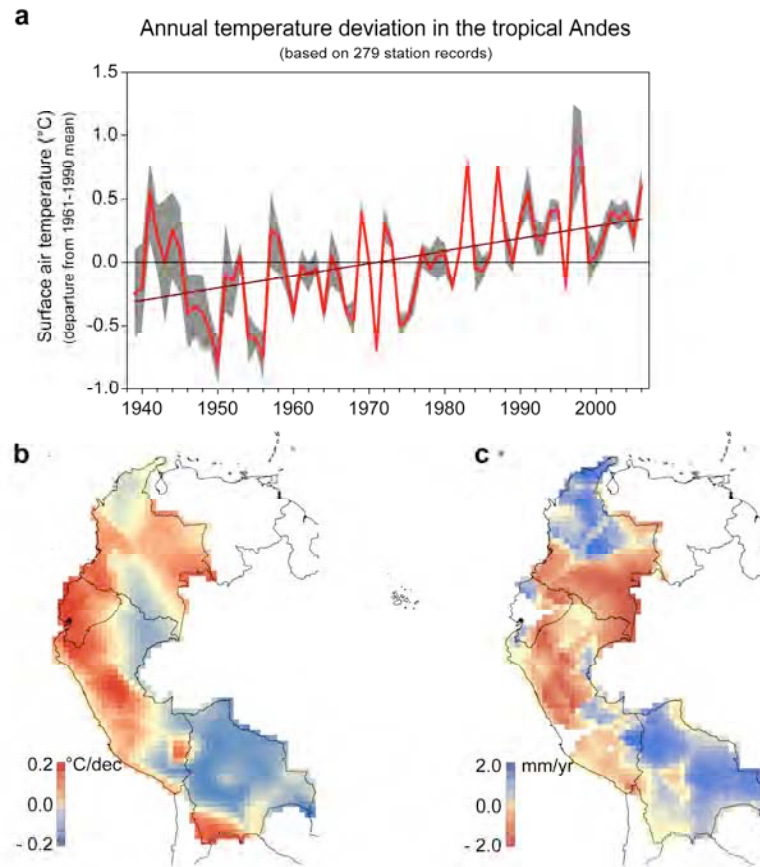 a
Annual temperature deviation in the tropical Andes
(based on 279 station records)
Surface air temperature (°C)
(departure from 1961-1990 mean)
1.5
1.0
0.5
0.0
-0.5
-1.0
1940 1950 1960 1970 1980 1990 2000
b
°C/dec
0.2
0.0
- 0.2
c
mm/yr
2.0
0.0
- 2.0